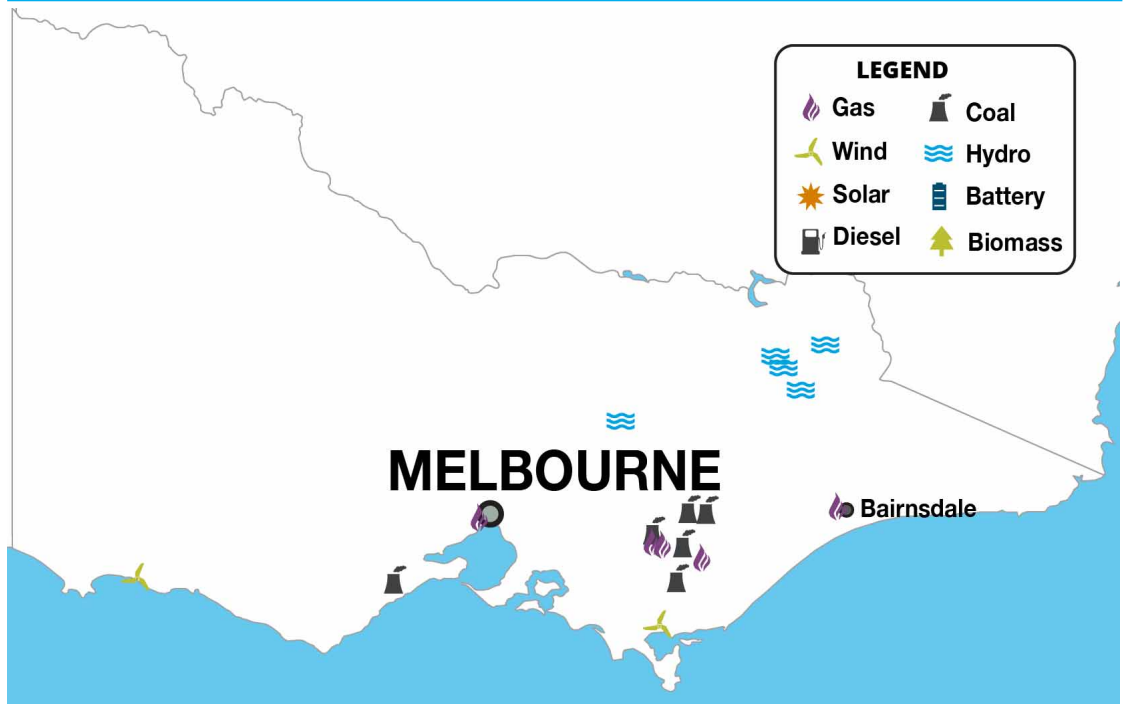 LEGEND
Gas
Coal
Wind
Hydro
Solar
Battery
Diesel
Biomass
MELBOURNE
Bairnsdale